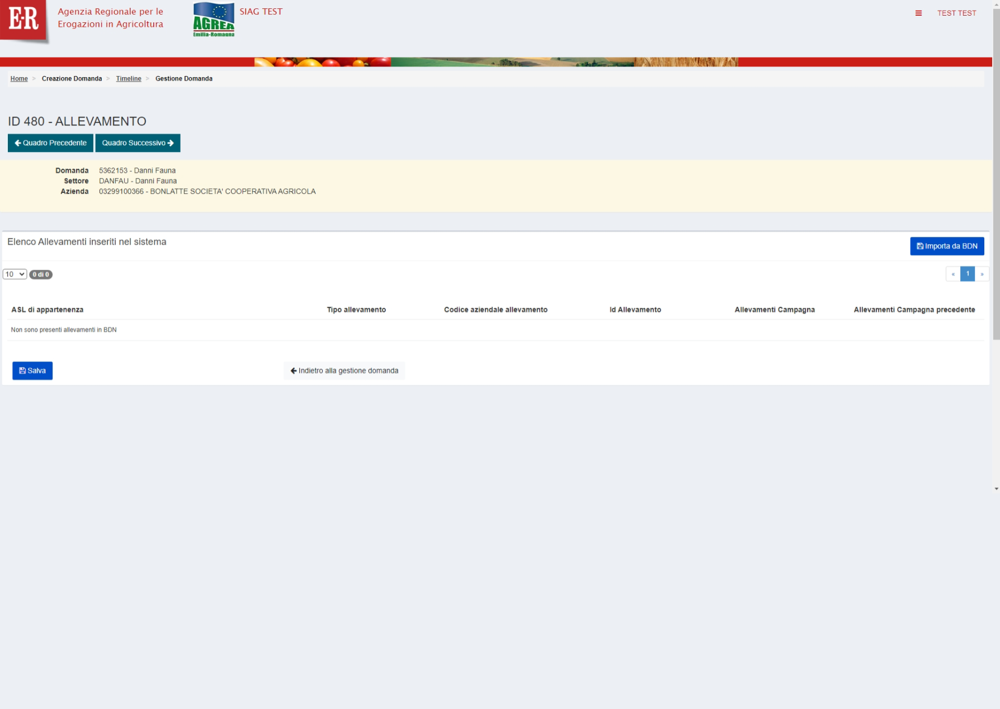 E-R
Agenzia Regionale per le
Erogazioni in Agricoltura
AGREA
Emilia-Romagna
SIAG TEST
TEST TEST
Home > Creazione Domanda > Timeline > Gestione Domanda
ID 480 - ALLEVAMENTO
Quadro Precedente
Quadro Successivo
Domanda 5362153 - Danni Fauna
Settore DANFAU - Danni Fauna
Azienda 03299100366 - BONLATTE SOCIETA' COOPERATIVA AGRICOLA
Elenco Allevamenti inseriti nel sistema
Importa da BDN
10 0 di 0
« 1 »
ASL di appartenenza Tipo allevamento Codice aziendale allevamento Id Allevamento Allevamenti Campagna Allevamenti Campagna precedente
Non sono presenti allevamenti in BDN
Salva
Indietro alla gestione domanda